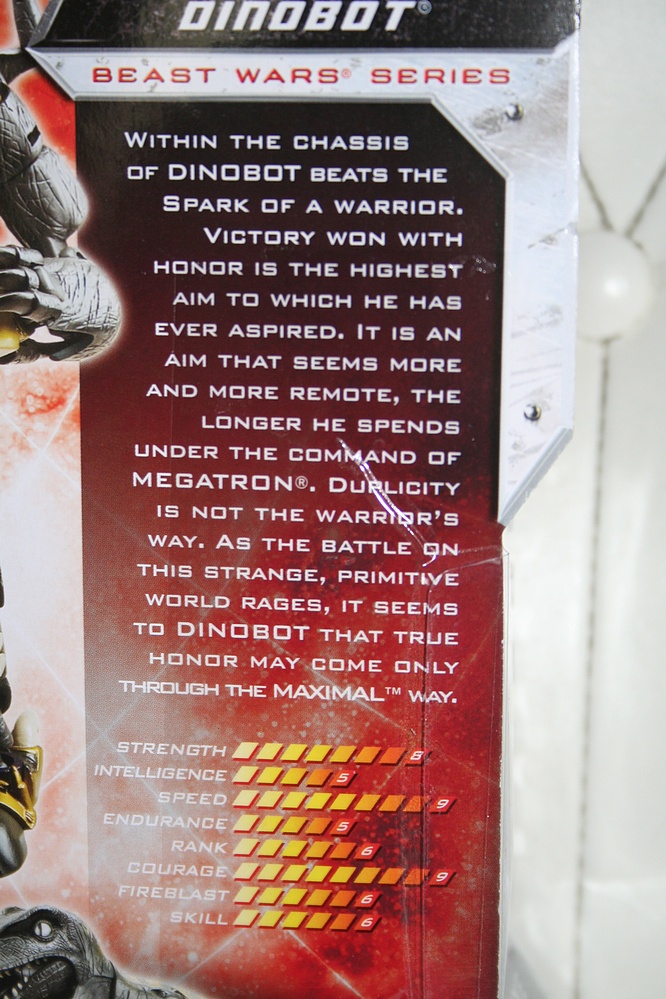 DINOBOT®
BEAST WARS® SERIES
WITHIN THE CHASSIS
OF DINOBOT BEATS THE
SPARK OF A WARRIOR.
VICTORY WON WITH
HONOR IS THE HIGHEST
AIM TO WHICH HE HAS
EVER ASPIRED. IT IS AN
AIM THAT SEEMS MORE
AND MORE REMOTE, THE
LONGER HE SPENDS
UNDER THE COMMAND OF
MEGATRON®. DUPLICITY
IS NOT THE WARRIOR'S
WAY. AS THE BATTLE ON
THIS STRANGE, PRIMITIVE
WORLD RAGES, IT SEEMS
TO DINOBOT THAT TRUE
HONOR MAY COME ONLY
THROUGH THE MAXIMAL™ WAY.
STRENGTH 8
INTELLIGENCE 5
SPEED 9
ENDURANCE 5
RANK 6
COURAGE 9
FIREBLAST 6
SKILL 6